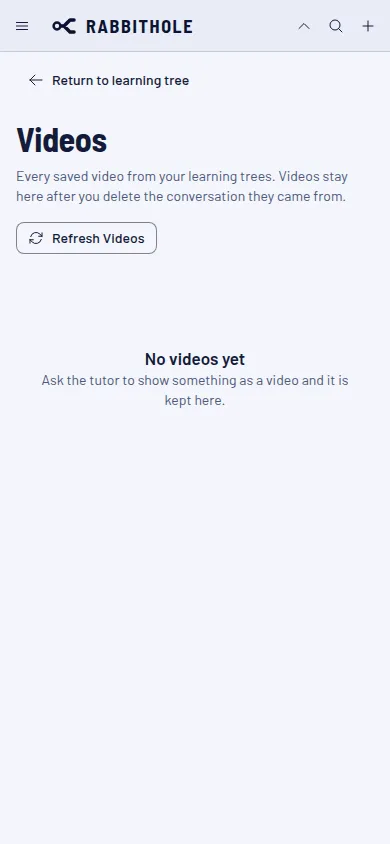 RABBITHOLE
Return to learning tree
Videos
Every saved video from your learning trees. Videos stay
here after you delete the conversation they came from.
Refresh Videos
No videos yet
Ask the tutor to show something as a video and it is
kept here.